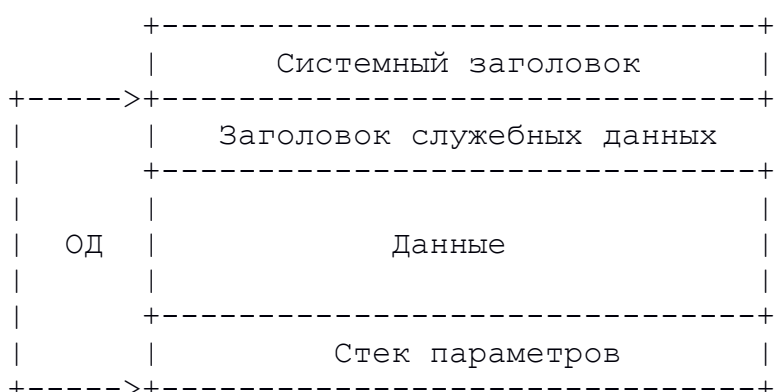 Системный заголовок
Заголовок служебных данных
ОД Данные
Стек параметров